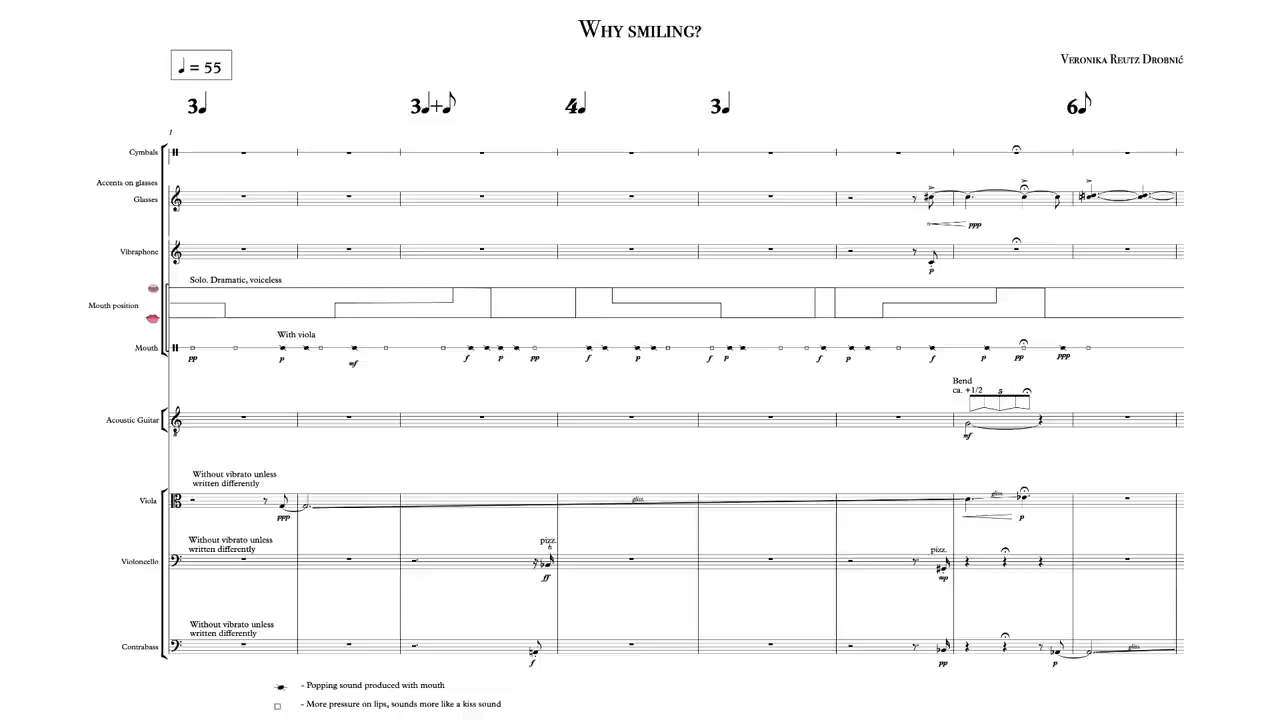 WHY SMILING?
♩ = 55
VERONIKA REUTZ DROBNIĆ
3♩ 3♩+♪ 4♩ 3♩ 6♪
1
Cymbals
Accents on glasses
Glasses
ppp
Vibraphone
p
Solo. Dramatic, voiceless
Mouth position
With viola
Mouth
pp p mf f p pp f p f p f p f p pp ppp
Bend
ca. +1/2
5
Acoustic Guitar
mf
Without vibrato unless
written differently
Viola
gliss. gliss.
ppp p
Without vibrato unless
written differently
pizz. pizz.
Violoncello
ff mp
Without vibrato unless
written differently
Contrabass
gliss.
f pp p
- Popping sound produced with mouth
- More pressure on lips, sounds more like a kiss sound